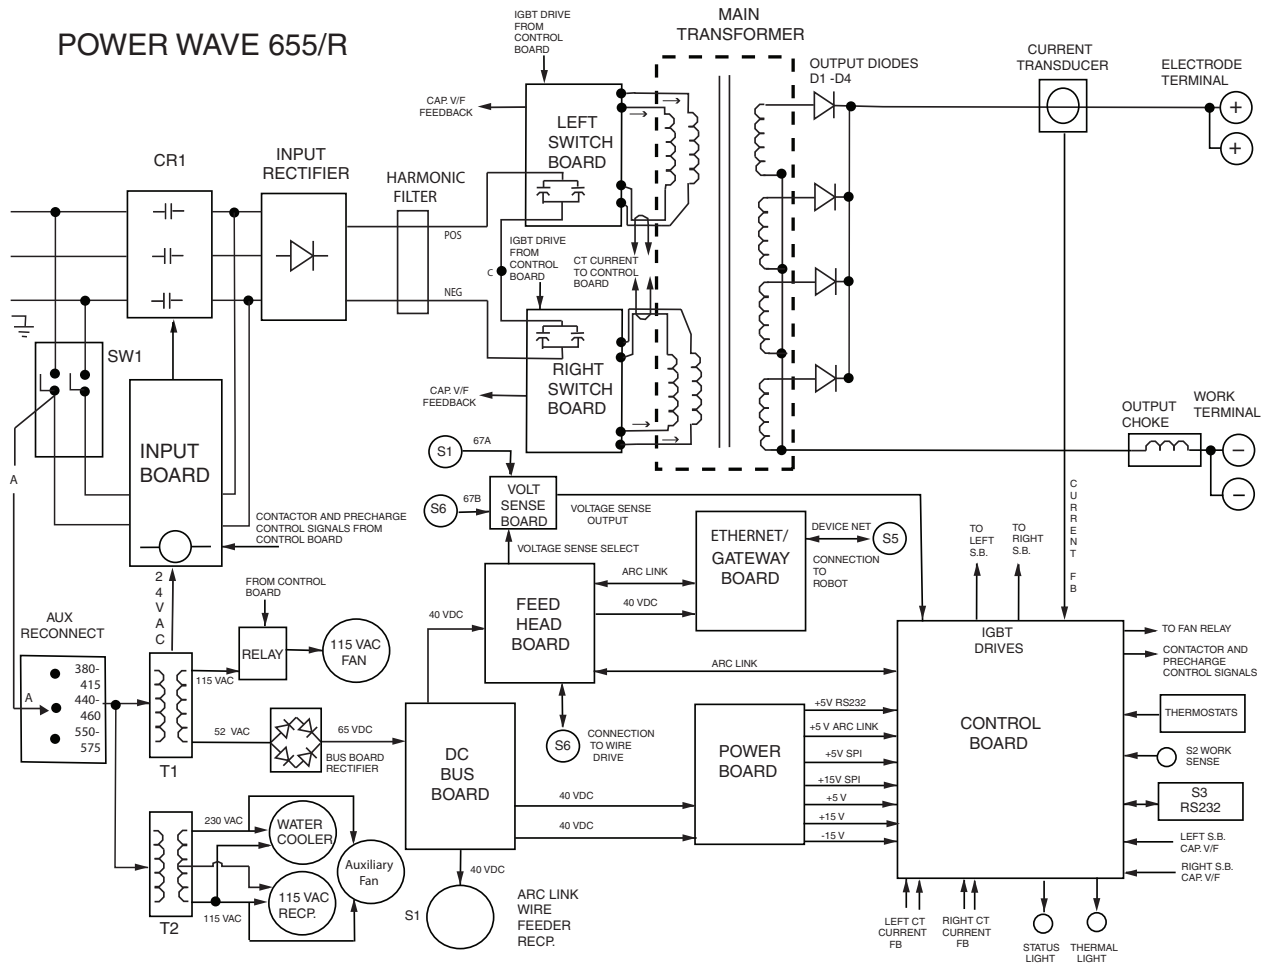 POWER WAVE 655/R
IGBT DRIVE
FROM
CONTROL
BOARD
MAIN
TRANSFORMER
OUTPUT DIODES
D1 -D4
CURRENT
TRANSDUCER
ELECTRODE
TERMINAL
+
+
CAP. V/F
FEEDBACK
LEFT
SWITCH
BOARD
CR1
INPUT
RECTIFIER
HARMONIC
FILTER
POS
NEG
C
IGBT DRIVE
FROM
CONTROL
BOARD
CT CURRENT
TO CONTROL
BOARD
RIGHT
SWITCH
BOARD
CAP. V/F
FEEDBACK
SW1
A
INPUT
BOARD
CONTACTOR AND PRECHARGE
CONTROL SIGNALS FROM
CONTROL BOARD
OUTPUT
CHOKE
WORK
TERMINAL
–
–
S1
67A
S6
67B
VOLT
SENSE
BOARD
VOLTAGE SENSE
OUTPUT
VOLTAGE SENSE SELECT
ETHERNET/
GATEWAY
BOARD
DEVICE NET
S5
CONNECTION
TO
ROBOT
TO
LEFT
S.B.
TO
RIGHT
S.B.
CURRENT FB
24VAC
FROM CONTROL
BOARD
RELAY
115 VAC
FAN
115 VAC
AUX
RECONNECT
A
380-
415
440-
460
550-
575
T1
52 VAC
65 VDC
BUS BOARD
RECTIFIER
40 VDC
FEED
HEAD
BOARD
ARC LINK
40 VDC
ARC LINK
S6
CONNECTION
TO WIRE
DRIVE
DC
BUS
BOARD
40 VDC
40 VDC
POWER
BOARD
+5V RS232
+5 V ARC LINK
+5V SPI
+15V SPI
+5 V
+15 V
-15 V
IGBT
DRIVES
CONTROL
BOARD
TO FAN RELAY
CONTACTOR AND
PRECHARGE
CONTROL SIGNALS
THERMOSTATS
S2 WORK
SENSE
S3
RS232
LEFT S.B.
CAP. V/F
RIGHT S.B.
CAP. V/F
230 VAC
WATER
COOLER
Auxiliary
Fan
115 VAC
RECP.
115 VAC
T2
40 VDC
S1
ARC LINK
WIRE
FEEDER
RECP.
LEFT CT
CURRENT
FB
RIGHT CT
CURRENT
FB
STATUS
LIGHT
THERMAL
LIGHT